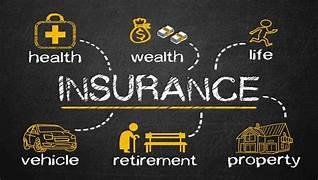 health
wealth
life
INSURANCE
vehicle
retirement
property